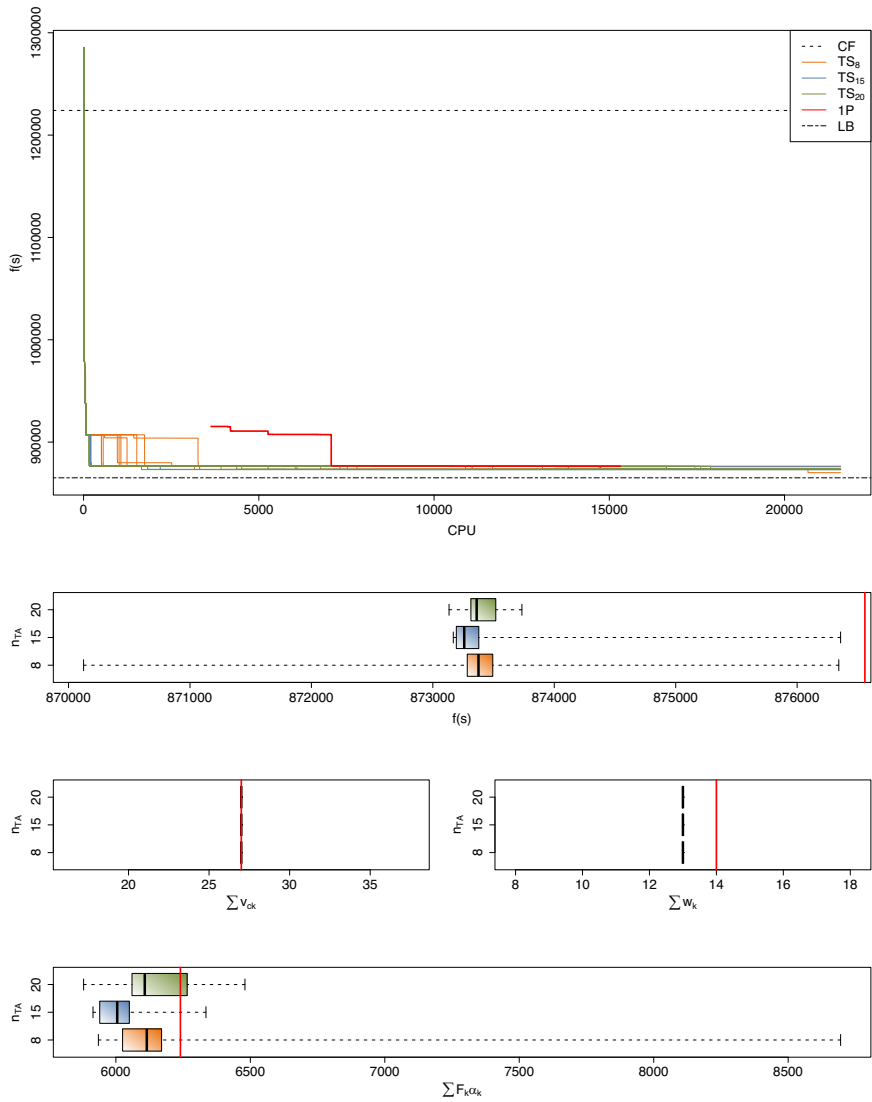 CF
TS8
TS15
TS20
1P
LB
f(s)
1300000
1200000
1100000
1000000
900000
0 5000 10000 15000 20000
CPU
nTA
20
15
8
870000 871000 872000 873000 874000 875000 876000
f(s)
nTA
20
15
8
20 25 30 35
∑ vck
nTA
20
15
8
8 10 12 14 16 18
∑ wk
nTA
20
15
8
6000 6500 7000 7500 8000 8500
∑ Fkαk